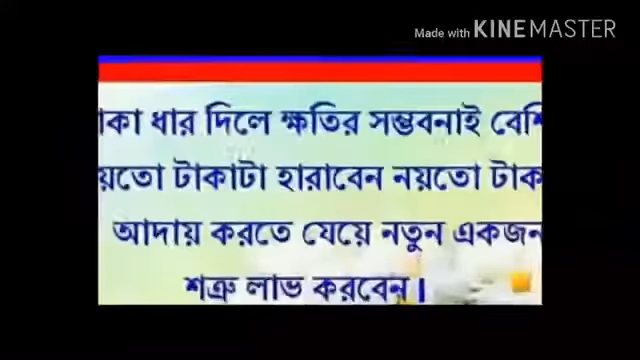 Made with KINEMASTER
াকা ধার দিলে ক্ষতির সম্ভবনাই বেশি
য়তো টাকাটা হারাবেন নয়তো টাক
আদায় করতে যেয়ে নতুন একজন
শত্রু লাভ করবেন।